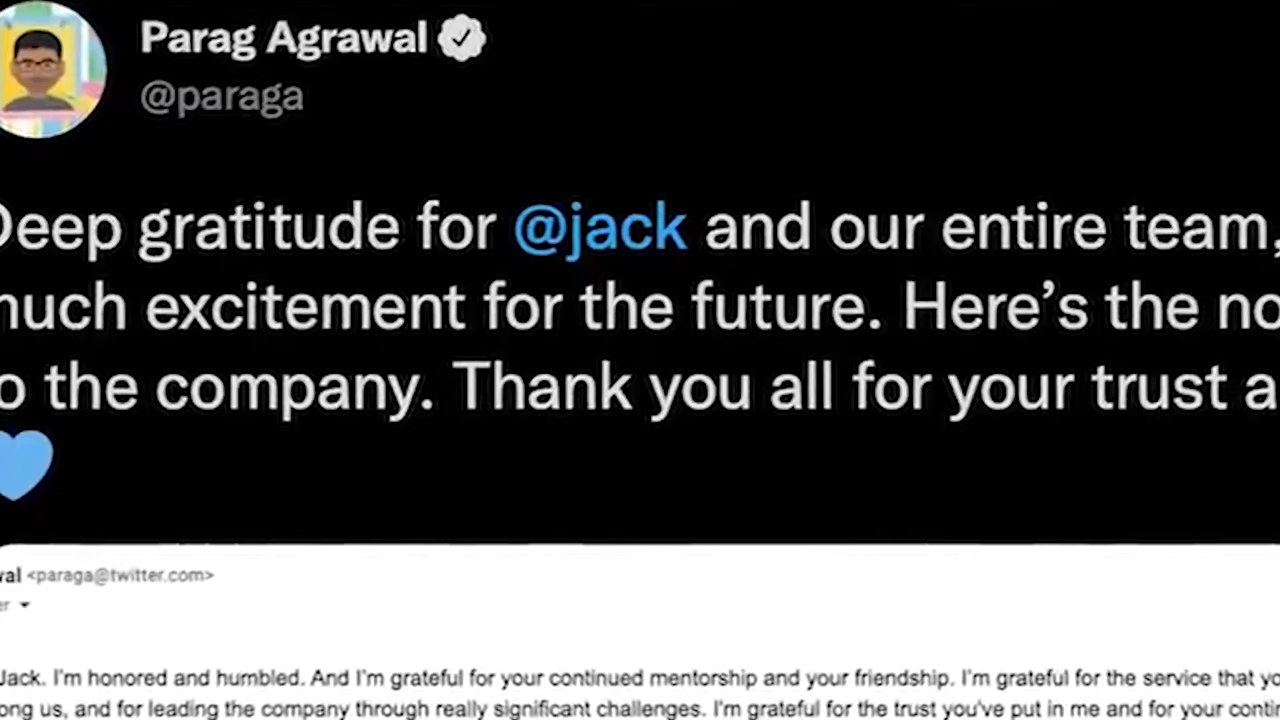 Parag Agrawal
@paraga
Deep gratitude for @jack and our entire team,
much excitement for the future. Here's the no
to the company. Thank you all for your trust a
wal <paraga@twitter.com>
er
Jack. I'm honored and humbled. And I'm grateful for your continued mentorship and your friendship. I'm grateful for the service that yo
ong us, and for leading the company through really significant challenges. I'm grateful for the trust you've put in me and for your contin